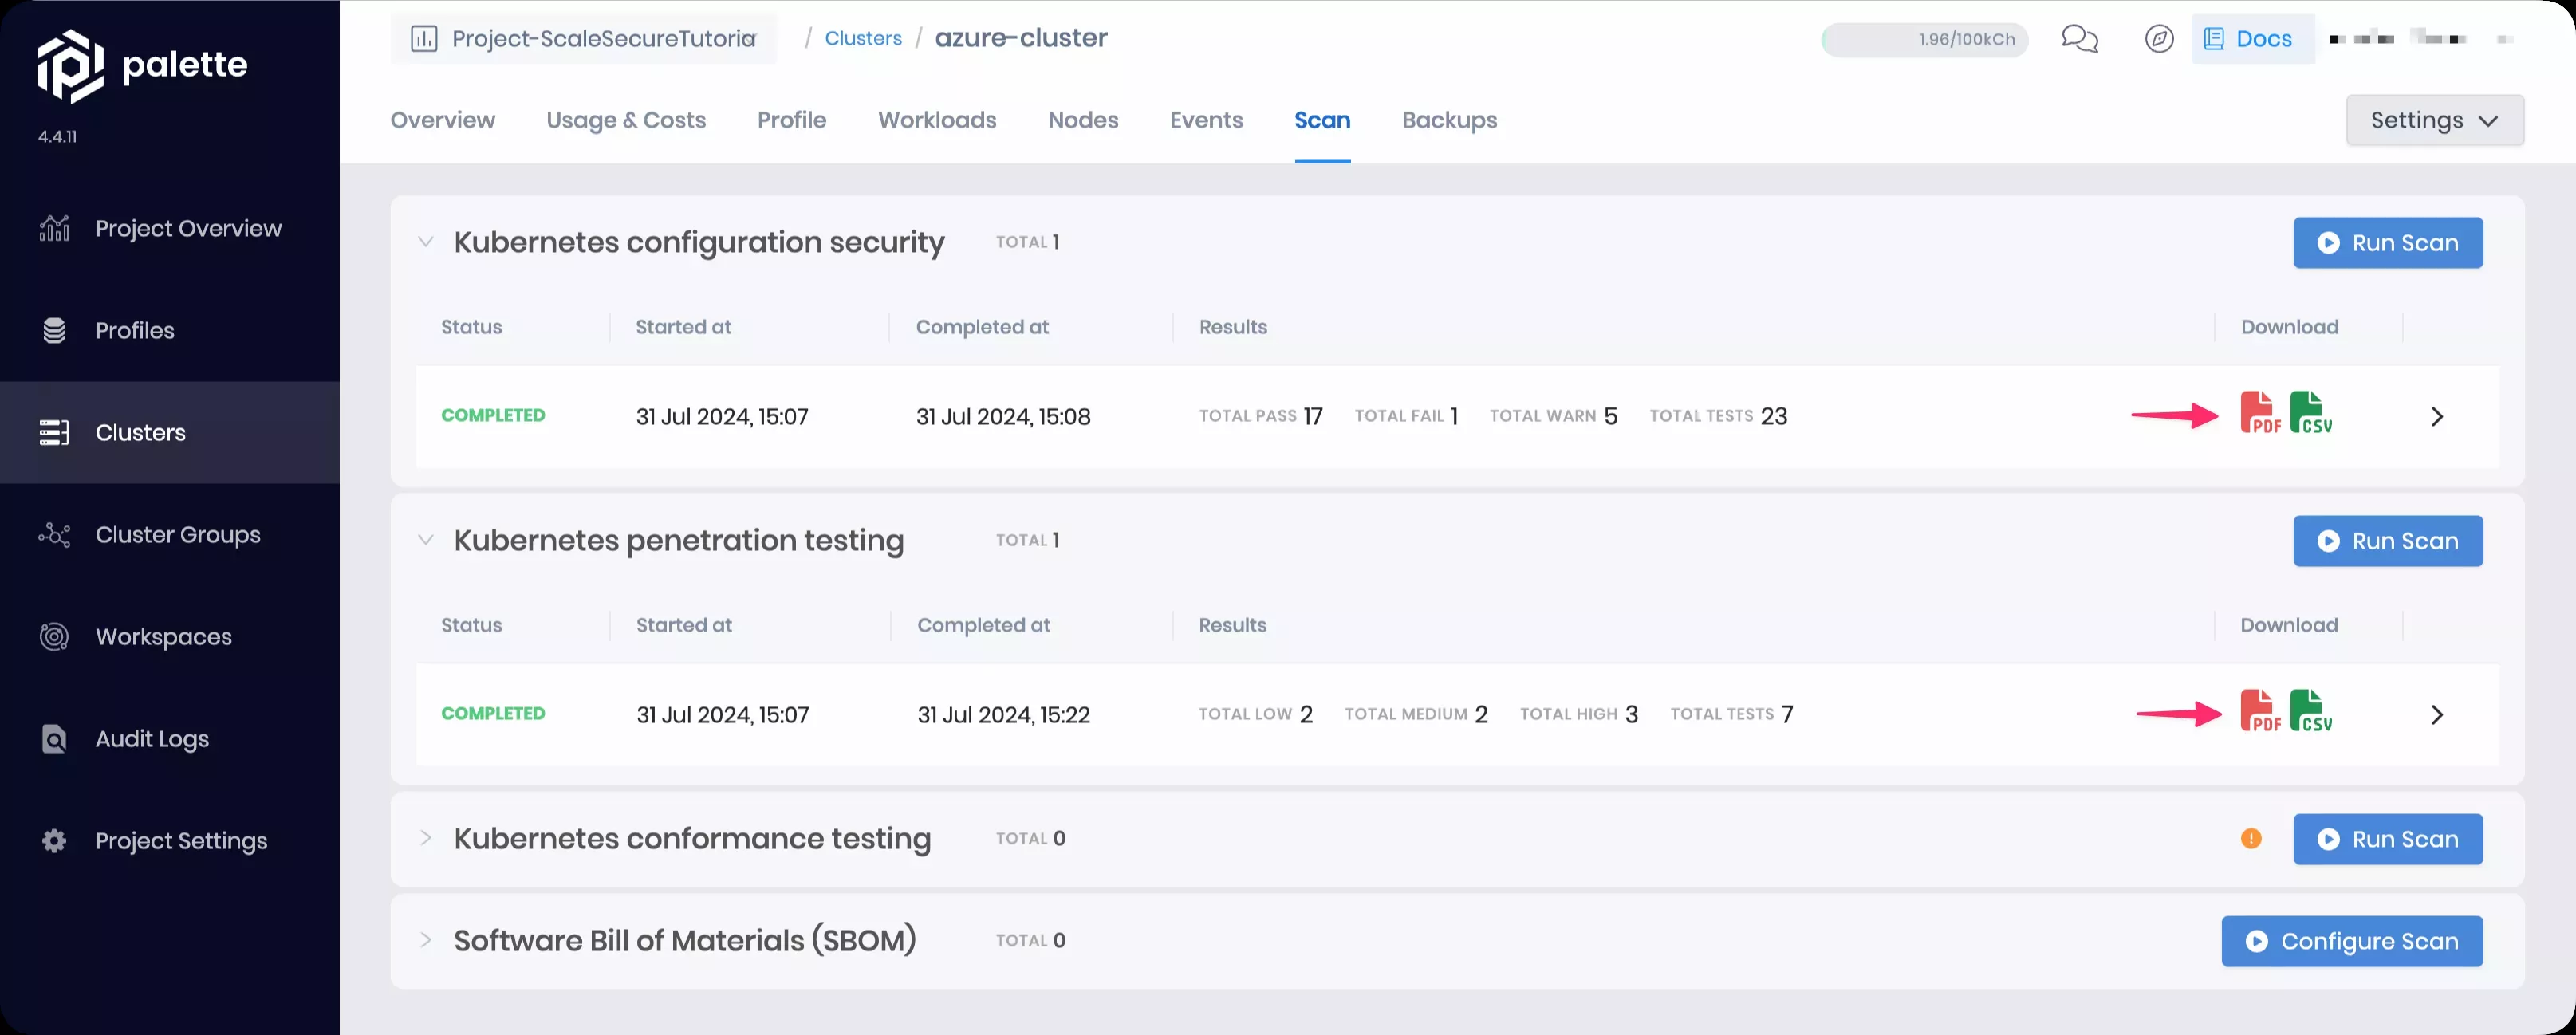 palette
4.4.11
Project Overview
Profiles
Clusters
Cluster Groups
Workspaces
Audit Logs
Project Settings
Project-ScaleSecureTutoria / Clusters / azure-cluster
1.96/100kCh
Docs
Overview Usage & Costs Profile Workloads Nodes Events Scan Backups
Settings
Kubernetes configuration security TOTAL 1 Run Scan
Status Started at Completed at Results Download
COMPLETED 31 Jul 2024, 15:07 31 Jul 2024, 15:08 TOTAL PASS 17 TOTAL FAIL 1 TOTAL WARN 5 TOTAL TESTS 23 PDF CSV
Kubernetes penetration testing TOTAL 1 Run Scan
Status Started at Completed at Results Download
COMPLETED 31 Jul 2024, 15:07 31 Jul 2024, 15:22 TOTAL LOW 2 TOTAL MEDIUM 2 TOTAL HIGH 3 TOTAL TESTS 7 PDF CSV
Kubernetes conformance testing TOTAL 0 Run Scan
Software Bill of Materials (SBOM) TOTAL 0 Configure Scan